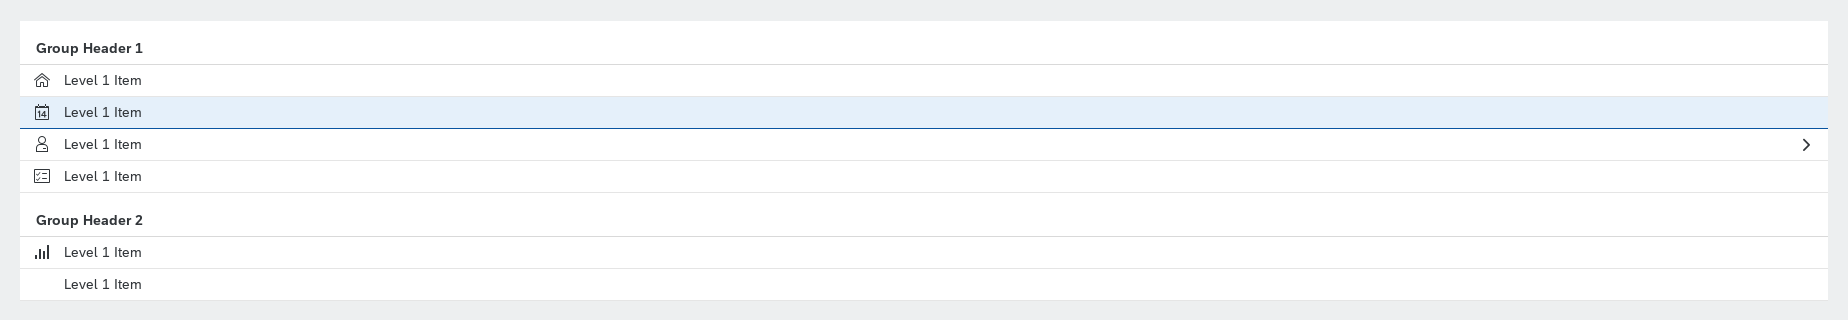 Group Header 1
Level 1 Item
14 Level 1 Item
Level 1 Item
Level 1 Item
Group Header 2
Level 1 Item
Level 1 Item